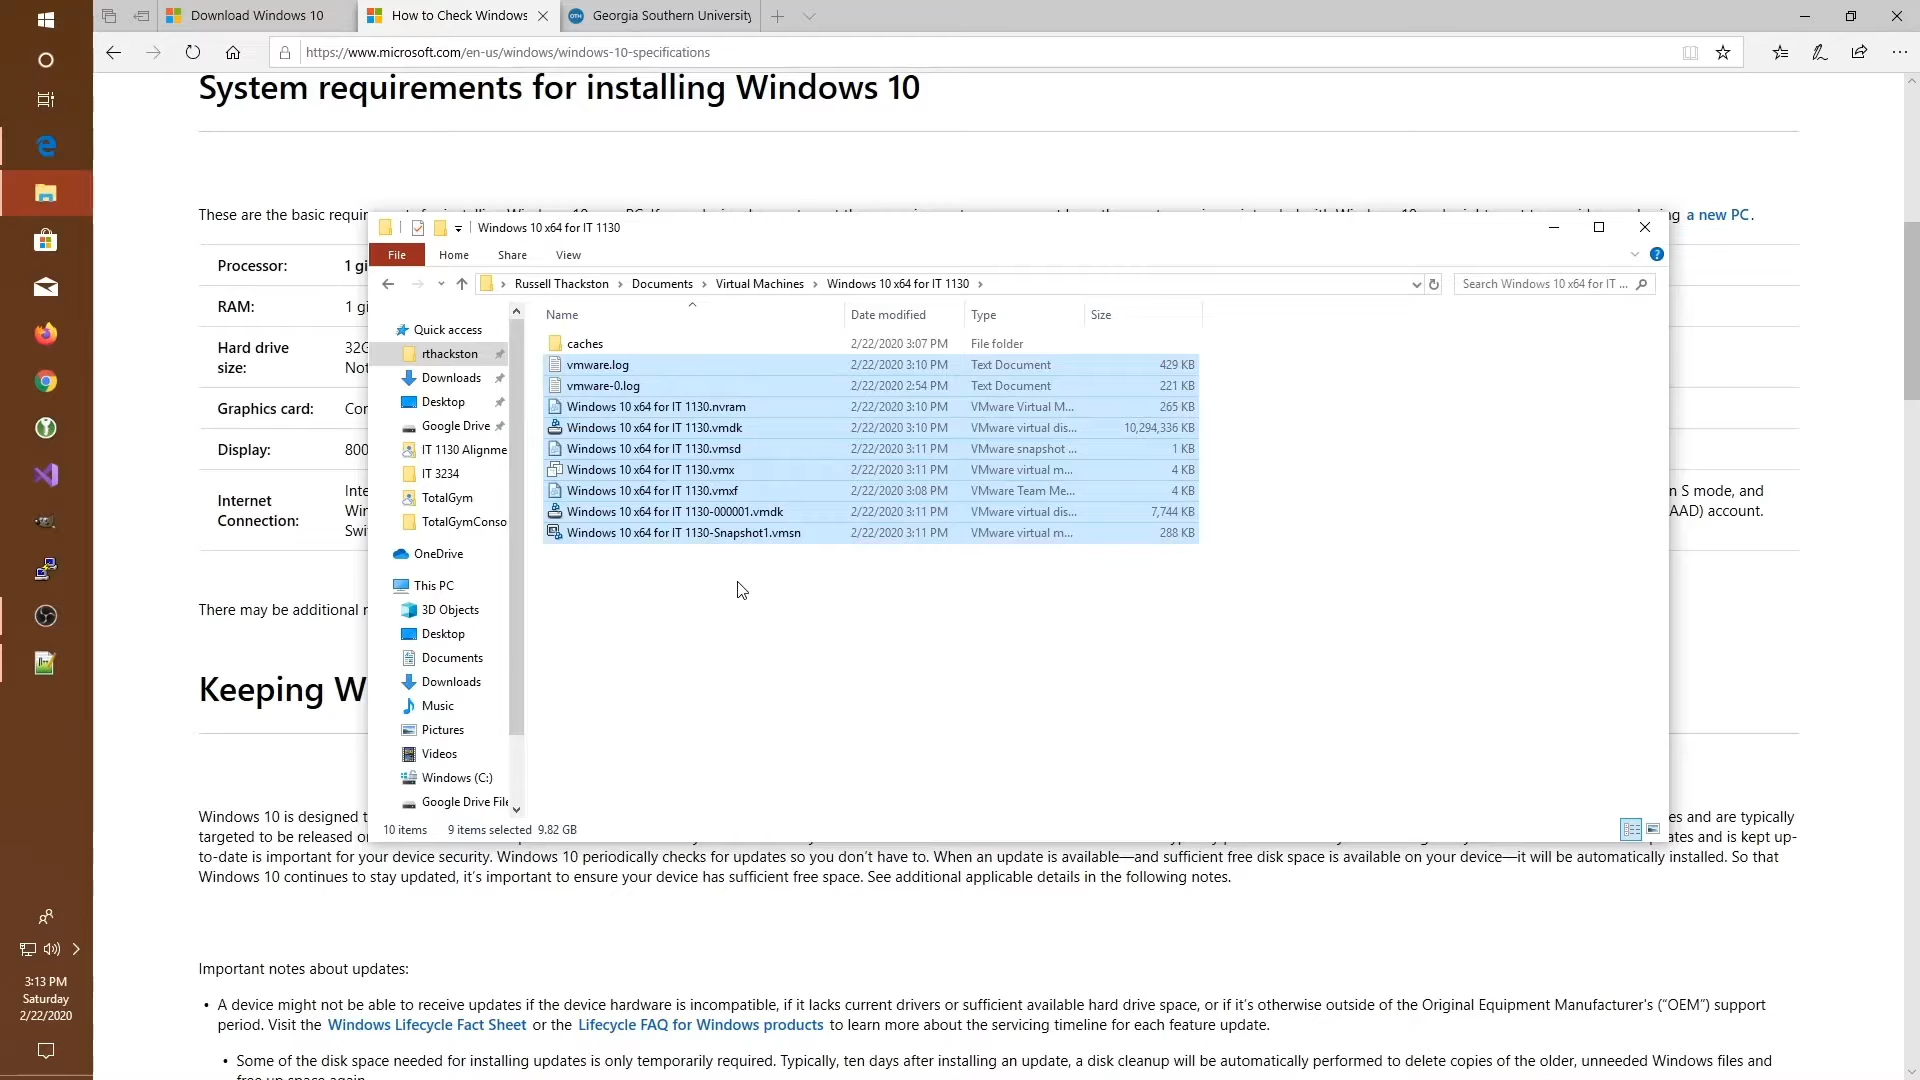 Download Windows 10
How to Check Windows
Georgia Southern University
https://www.microsoft.com/en-us/windows/windows-10-specifications
System requirements for installing Windows 10
These are the basic requir
ng a new PC.
Windows 10 x64 for IT 1130
File Home Share View
Russell Thackston > Documents > Virtual Machines > Windows 10 x64 for IT 1130 >
Search Windows 10 x64 for IT ...
Name Date modified Type Size
caches 2/22/2020 3:07 PM File folder
vmware.log 2/22/2020 3:10 PM Text Document 429 KB
vmware-0.log 2/22/2020 2:54 PM Text Document 221 KB
Windows 10 x64 for IT 1130.nvram 2/22/2020 3:10 PM VMware Virtual M... 265 KB
Windows 10 x64 for IT 1130.vmdk 2/22/2020 3:10 PM VMware virtual dis... 10,294,336 KB
Windows 10 x64 for IT 1130.vmsd 2/22/2020 3:11 PM VMware snapshot ... 1 KB
Windows 10 x64 for IT 1130.vmx 2/22/2020 3:11 PM VMware virtual m... 4 KB
Windows 10 x64 for IT 1130.vmxf 2/22/2020 3:08 PM VMware Team Me... 4 KB
Windows 10 x64 for IT 1130-000001.vmdk 2/22/2020 3:11 PM VMware virtual dis... 7,744 KB
Windows 10 x64 for IT 1130-Snapshot1.vmsn 2/22/2020 3:11 PM VMware virtual m... 288 KB
Quick access
rthackston
Downloads
Desktop
Google Drive
IT 1130 Alignme
IT 3234
TotalGym
TotalGymConso
OneDrive
This PC
3D Objects
Desktop
Documents
Downloads
Music
Pictures
Videos
Windows (C:)
Google Drive File
10 items 9 items selected 9.82 GB
Processor: 1 gi
RAM: 1 gi
Hard drive 32G
size: Not
Graphics card: Cor
Display: 800
Internet Inte
Connection: Win
Swi
n S mode, and
AAD) account.
There may be additional r
Keeping W
Windows 10 is designed t
es and are typically
targeted to be released or
ates and is kept up-
to-date is important for your device security. Windows 10 periodically checks for updates so you don't have to. When an update is available—and sufficient free disk space is available on your device—it will be automatically installed. So that
Windows 10 continues to stay updated, it's important to ensure your device has sufficient free space. See additional applicable details in the following notes.
Important notes about updates:
• A device might not be able to receive updates if the device hardware is incompatible, if it lacks current drivers or sufficient available hard drive space, or if it's otherwise outside of the Original Equipment Manufacturer's ("OEM") support
period. Visit the Windows Lifecycle Fact Sheet or the Lifecycle FAQ for Windows products to learn more about the servicing timeline for each feature update.
• Some of the disk space needed for installing updates is only temporarily required. Typically, ten days after installing an update, a disk cleanup will be automatically performed to delete copies of the older, unneeded Windows files and
free up space again.
3:13 PM
Saturday
2/22/2020